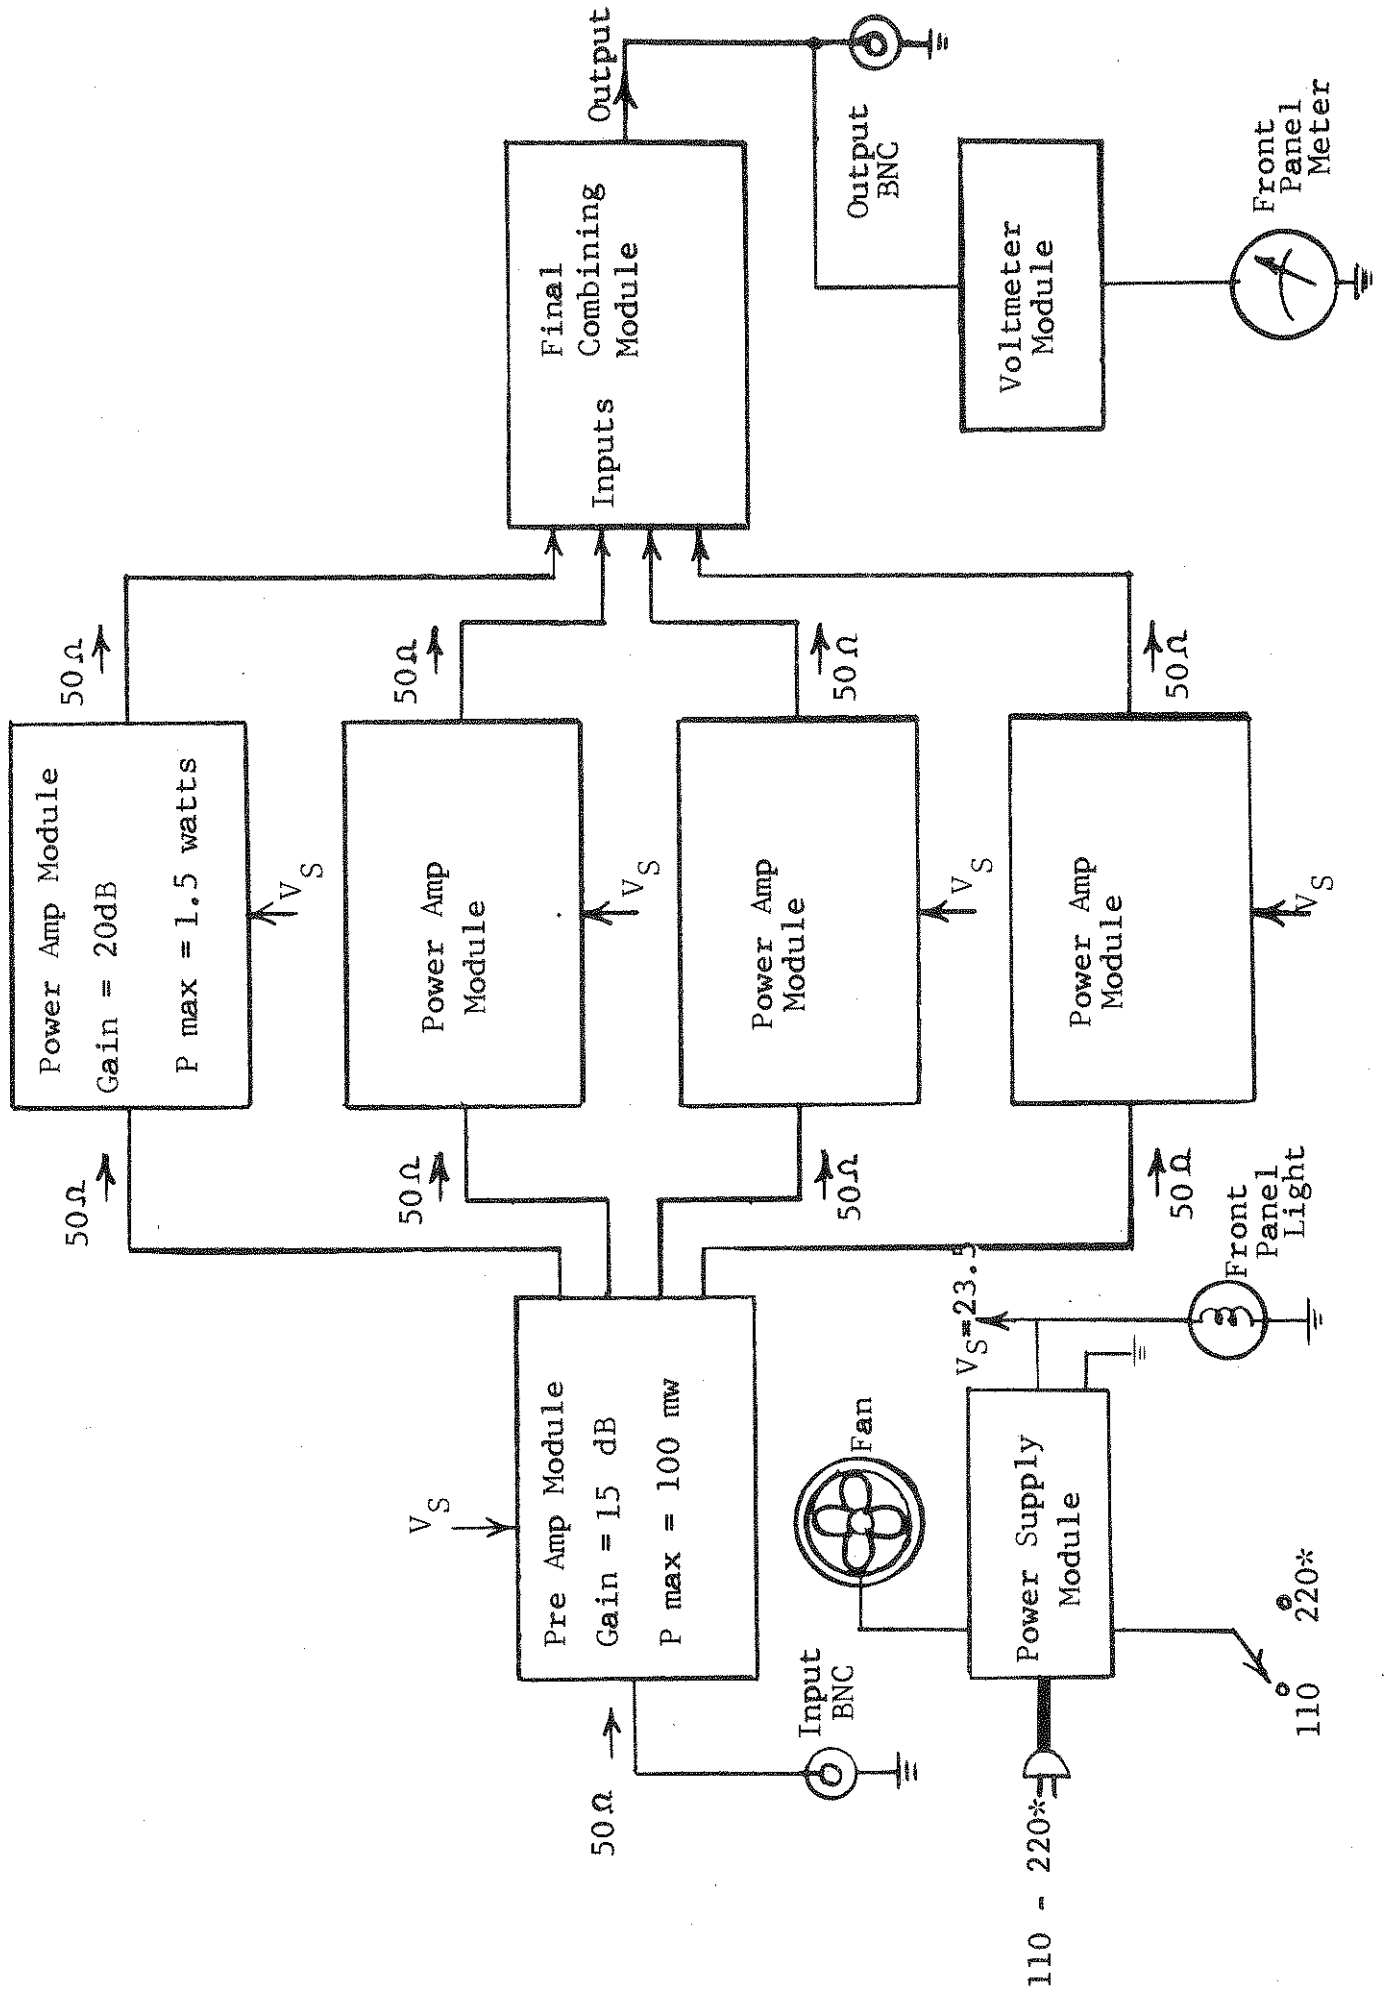 50Ω
Input
BNC
V S
Pre Amp Module
Gain = 15 dB
P max = 100 mw
50Ω
50Ω
50Ω
50Ω
Power Amp Module
Gain = 20dB
P max = 1.5 watts
V S
Power Amp
Module
V S
Power Amp
Module
V S
Power Amp
Module
V S
50Ω
50Ω
50Ω
50Ω
Final
Combining
Module
Inputs
Output
Output
BNC
Voltmeter
Module
Front
Panel
Meter
Fan
VS=23.5
Power Supply
Module
110 - 220*
110
220*
Front
Panel
Light